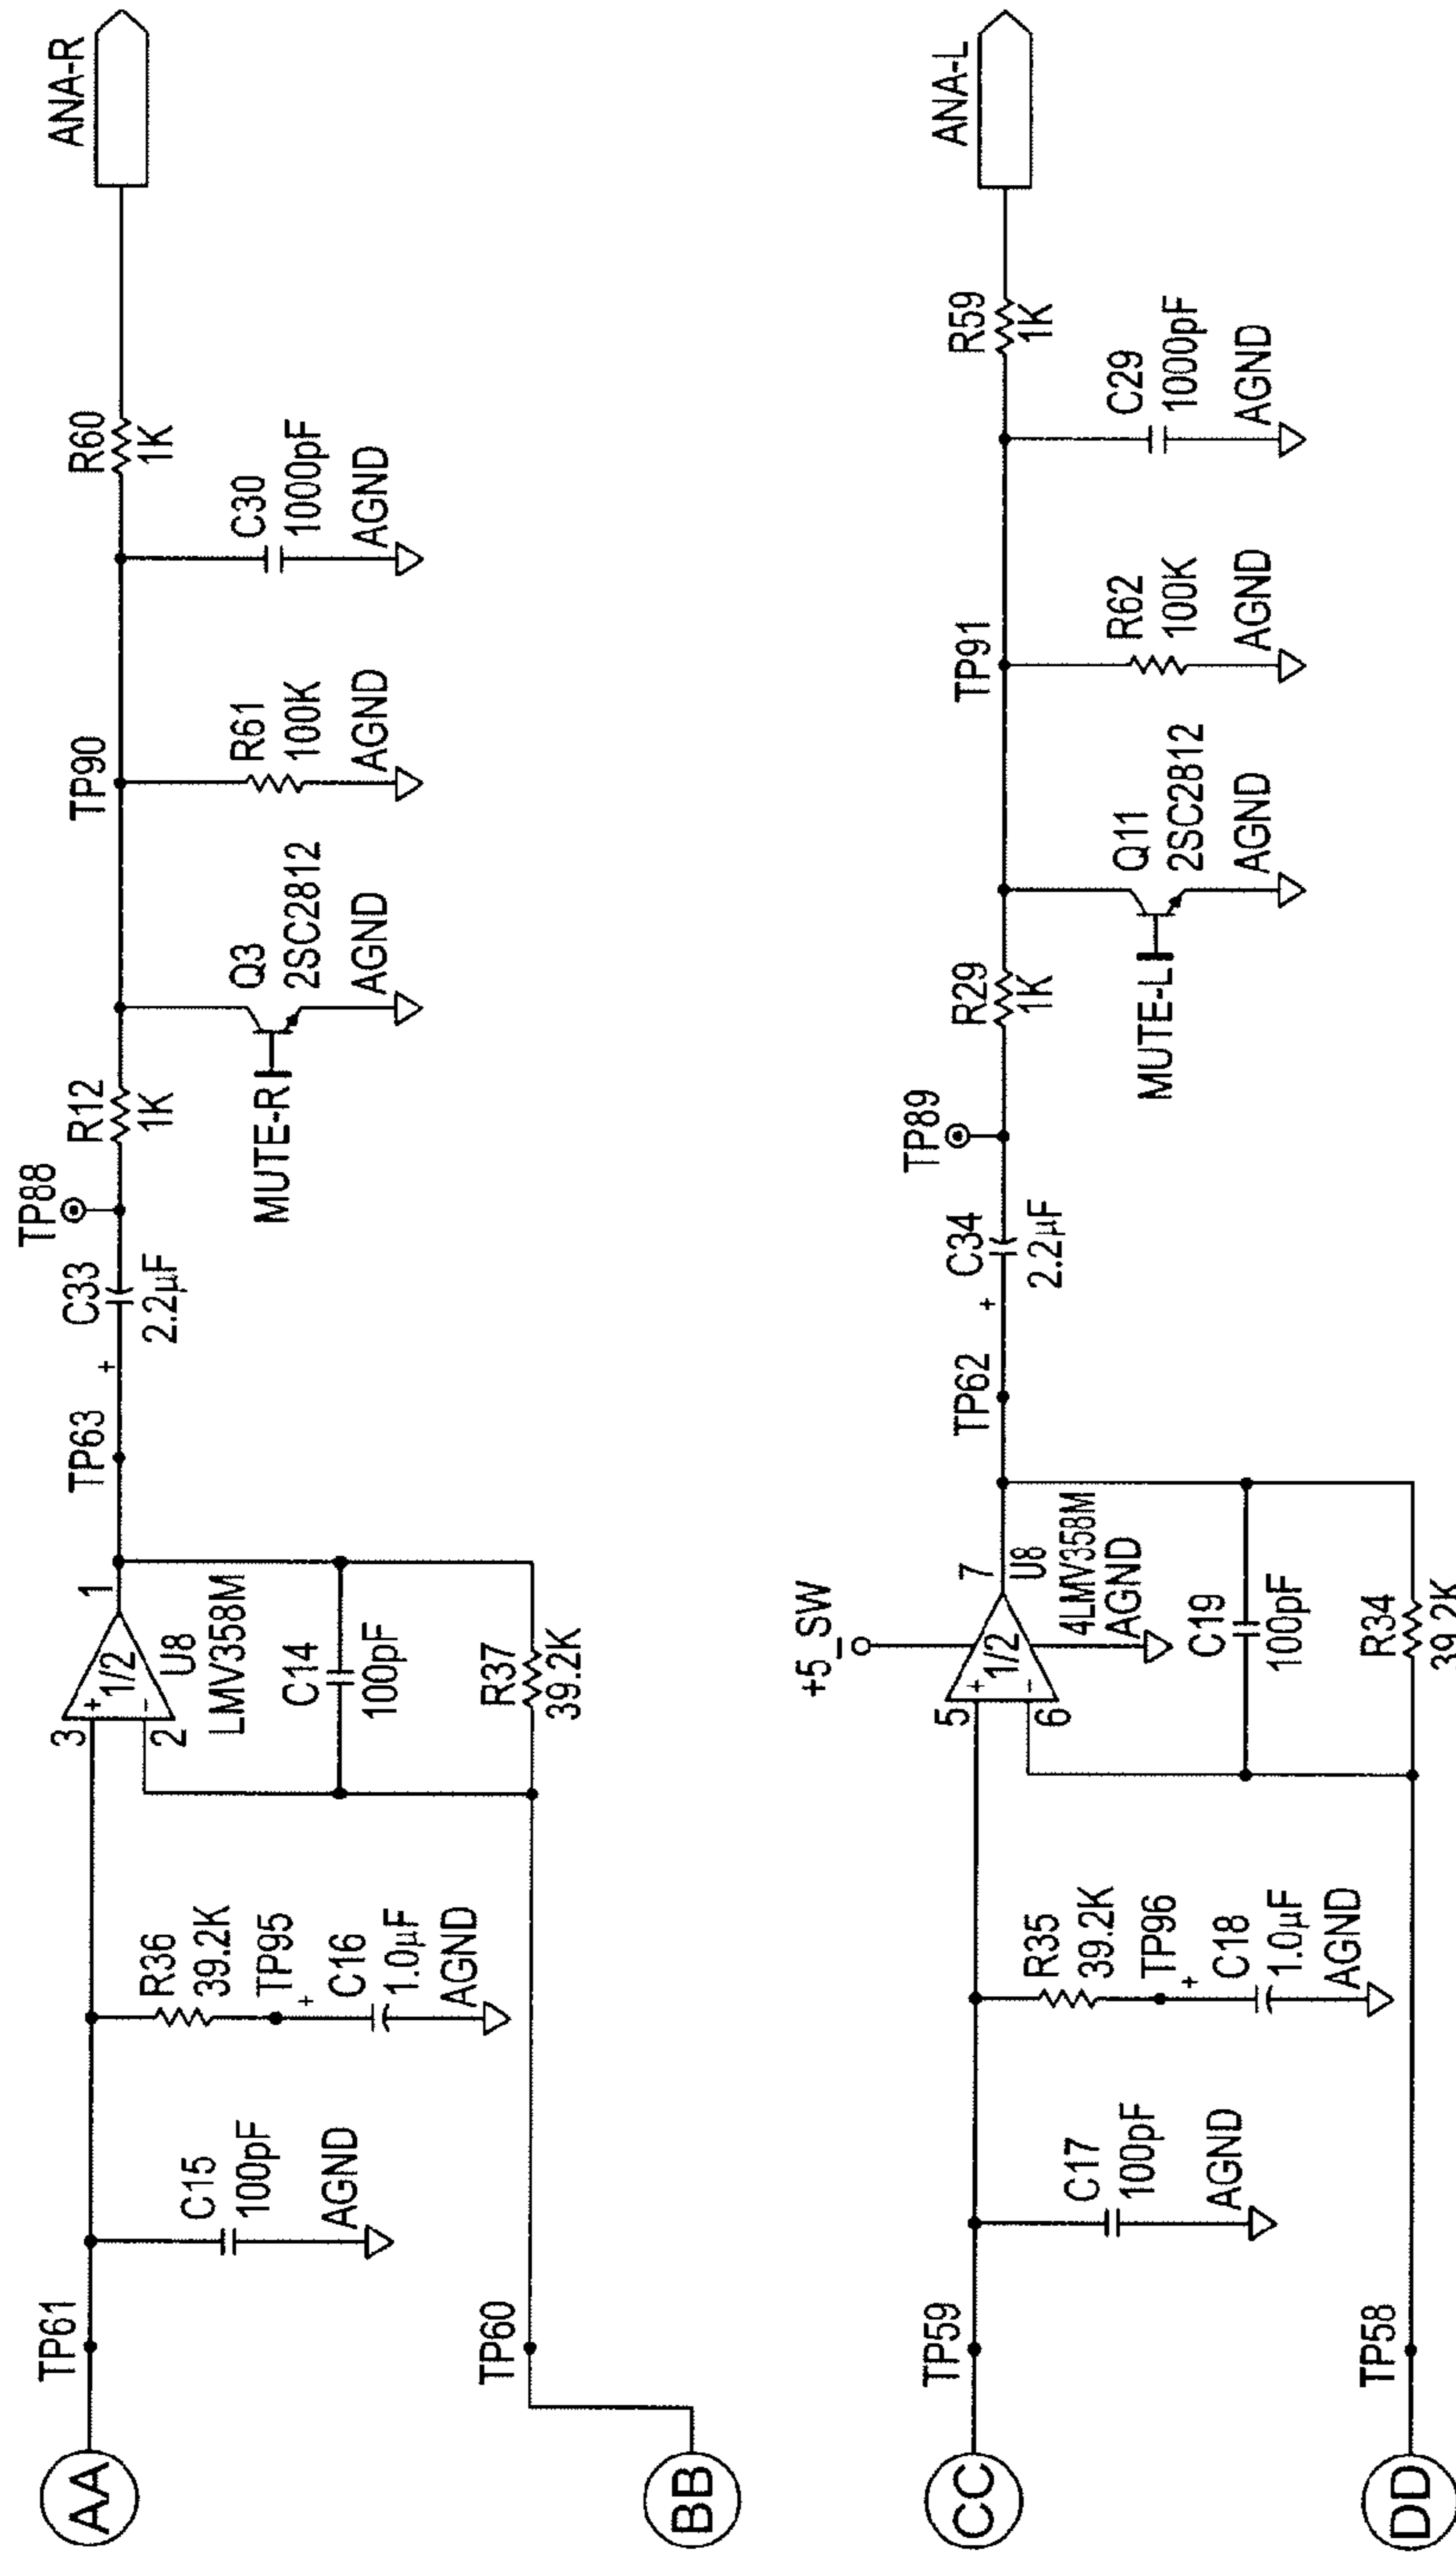 AA
TP61
C15
100pF
AGND
R36
39.2K
TP95
+
C16
1.0µF
AGND
3
2
+
-
1/2
1
U8
LMV358M
C14
100pF
R37
39.2K
TP63
+
C33
2.2µF
TP88
R12
1K
MUTE-R
Q3
2SC2812
AGND
TP90
R61
100K
AGND
C30
1000pF
AGND
R60
1K
ANA-R
BB
TP60
CC
TP59
C17
100pF
AGND
R35
39.2K
TP96
+
C18
1.0µF
AGND
5
6
+
-
1/2
7
+5_SW
U8
4LMV358M
AGND
C19
100pF
R34
39.2K
TP62
+
C34
2.2µF
TP89
R29
1K
MUTE-L
Q11
2SC2812
AGND
TP91
R62
100K
AGND
C29
1000pF
AGND
R59
1K
ANA-L
DD
TP58